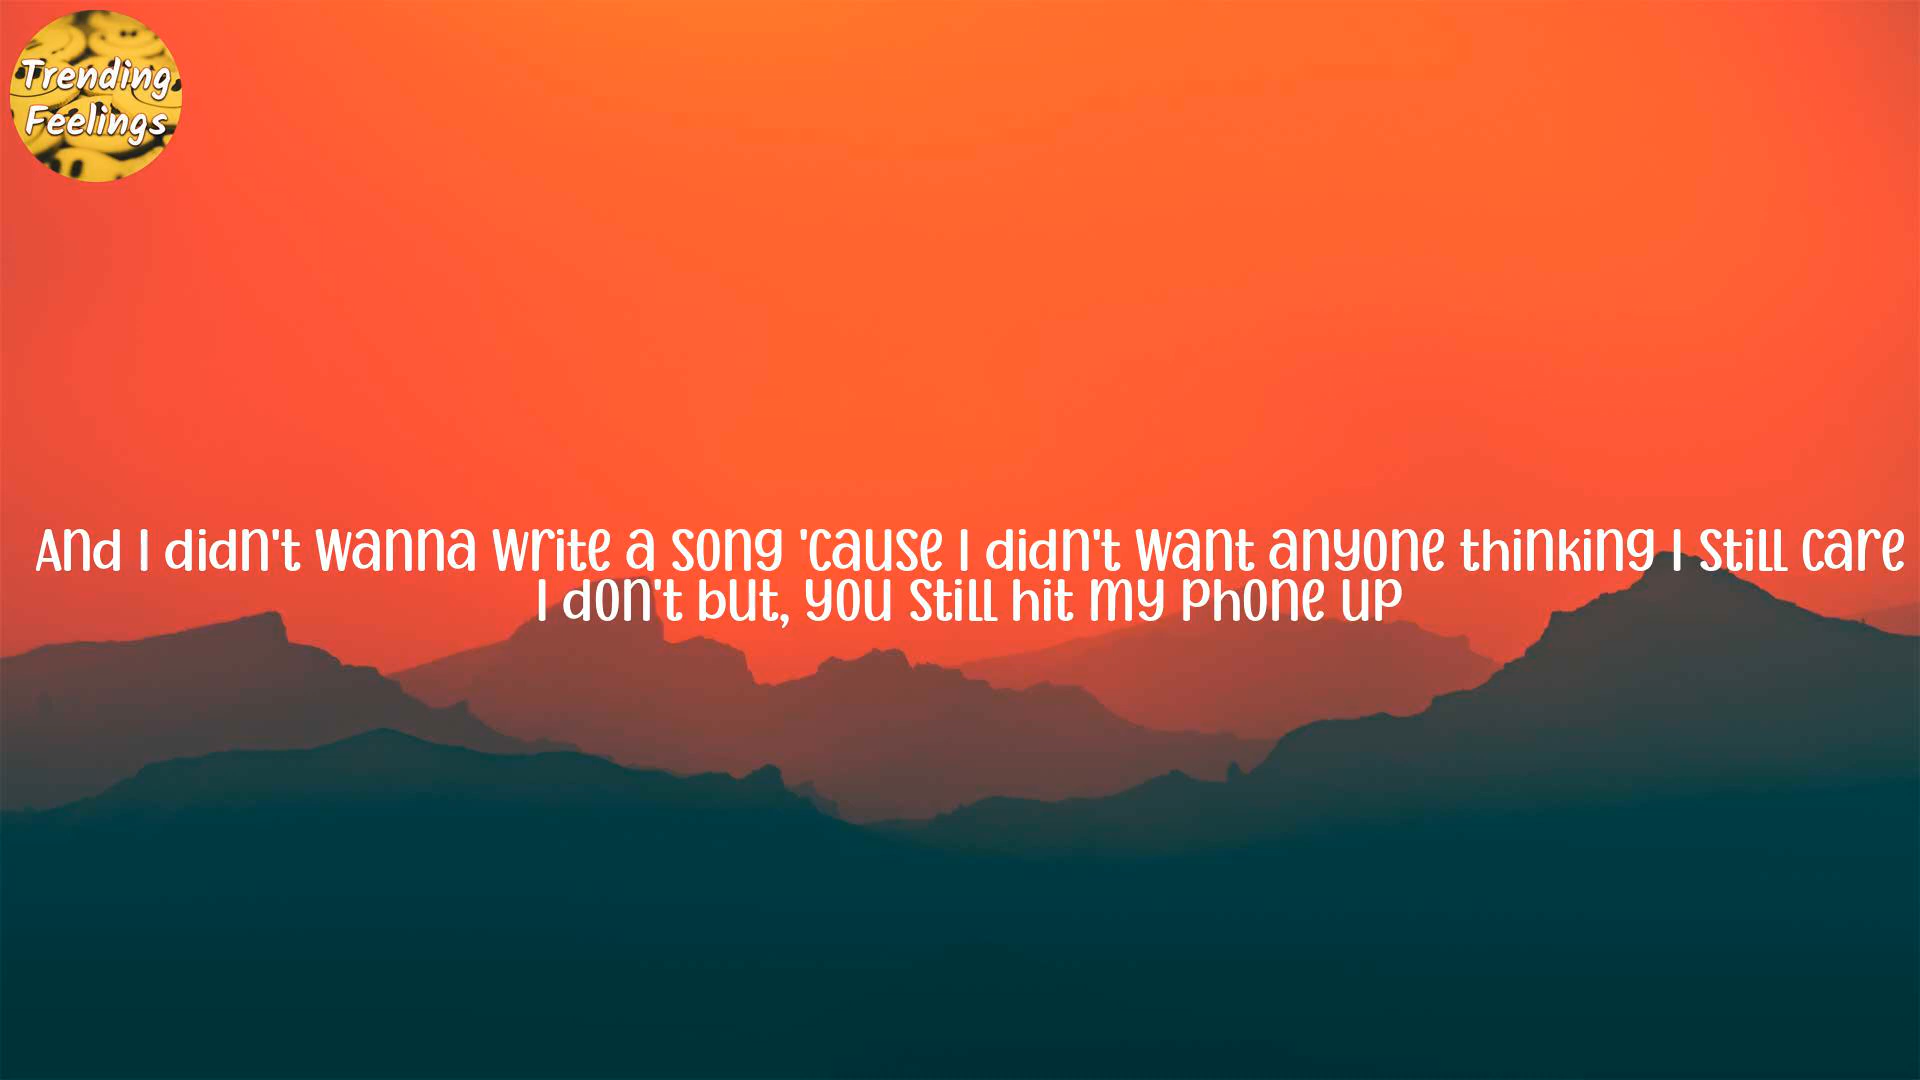 Trending
Feelings
And I didn't wanna write a song 'cause I didn't want anyone thinking I still care
I don't but, you still hit my phone up